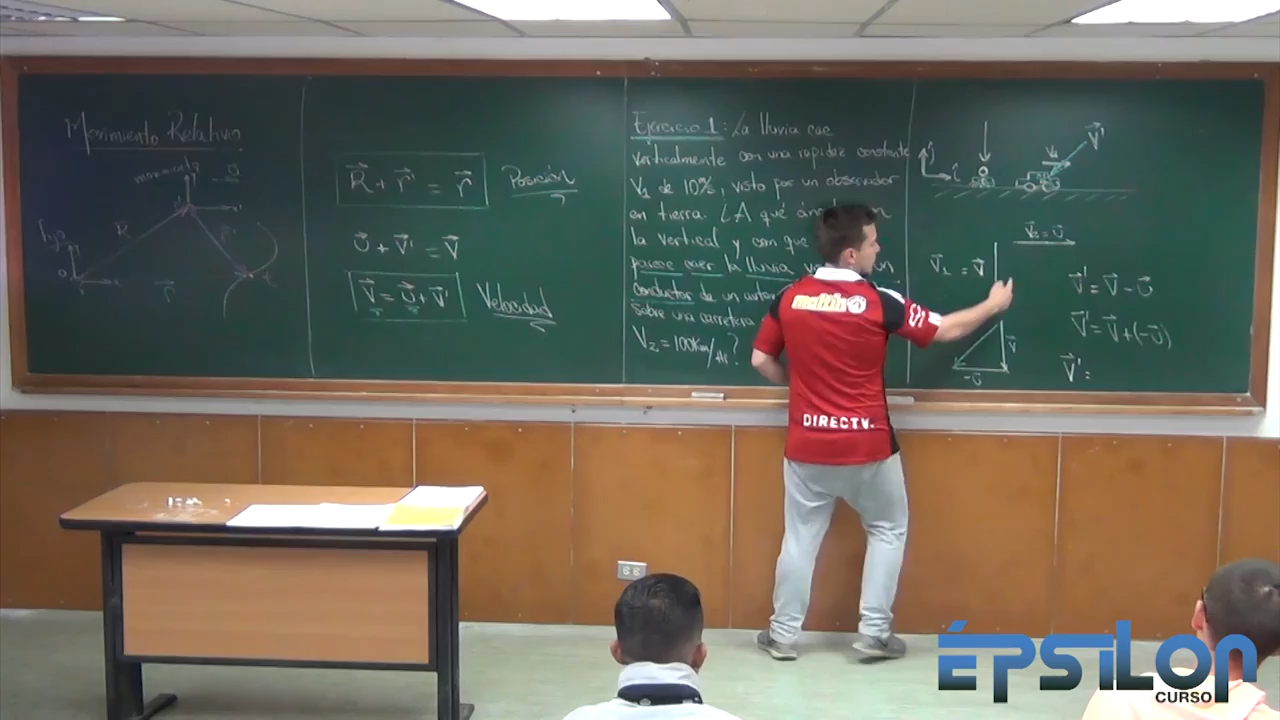 Movimiento Relativo
R
r
R + r' = r
Posición
U + V' = V
V = U + V'
Velocidad
Ejercicio 1: La lluvia cae
verticalmente con una rapidez constante
V1 de 10 m/s, visto por un observador
en tierra. ¿A qué
la vertical y con que
parece caer la lluvia
conductor de un
sobre una carretera
V2 = 100 Km/
V'
V1 = V
V2 = U
V' = V - U
V' = V + (-U)
V' =
V
-U
maltin
DIRECTV.
ÉPSILON
CURSO